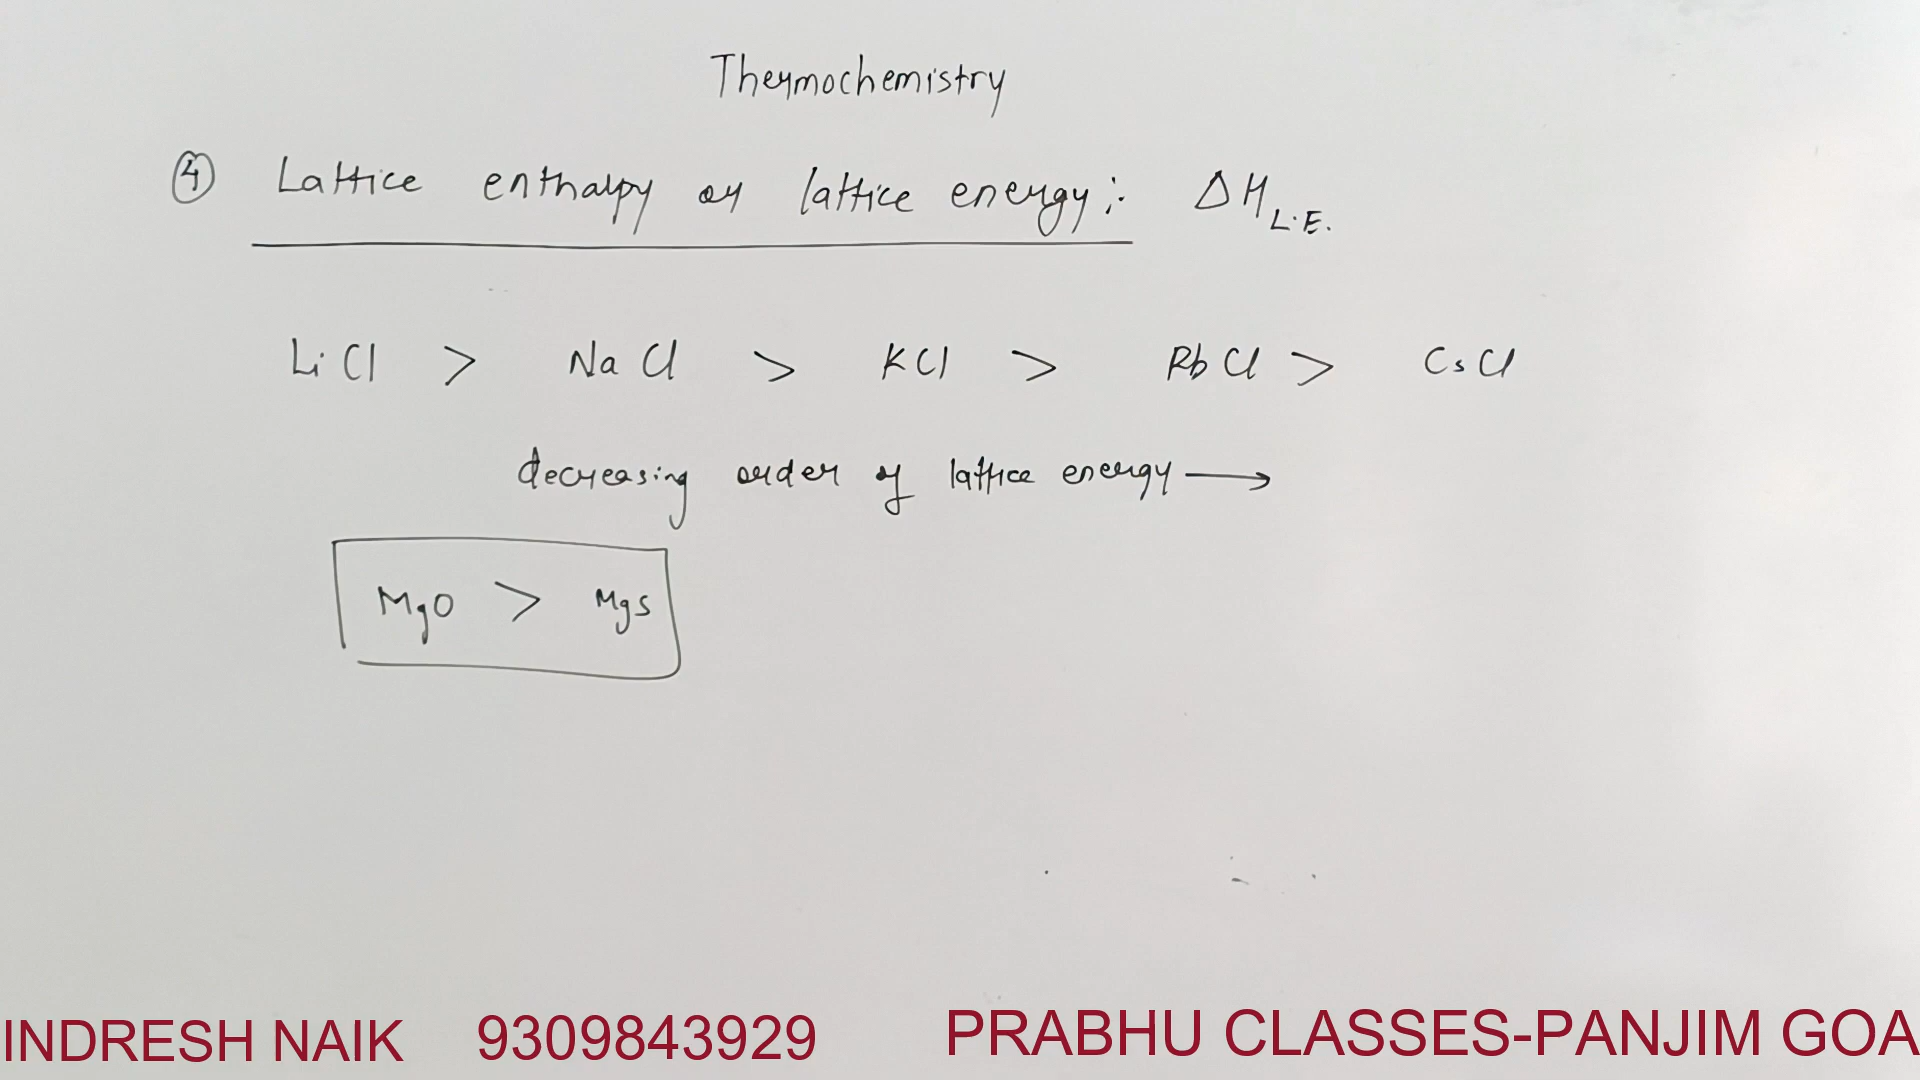 Thermochemistry
④ Lattice enthalpy or lattice energy :- ΔH L.E.
LiCl > NaCl > KCl > RbCl > CsCl
decreasing order of lattice energy →
MgO > MgS
INDRESH NAIK 9309843929 PRABHU CLASSES-PANJIM GOA